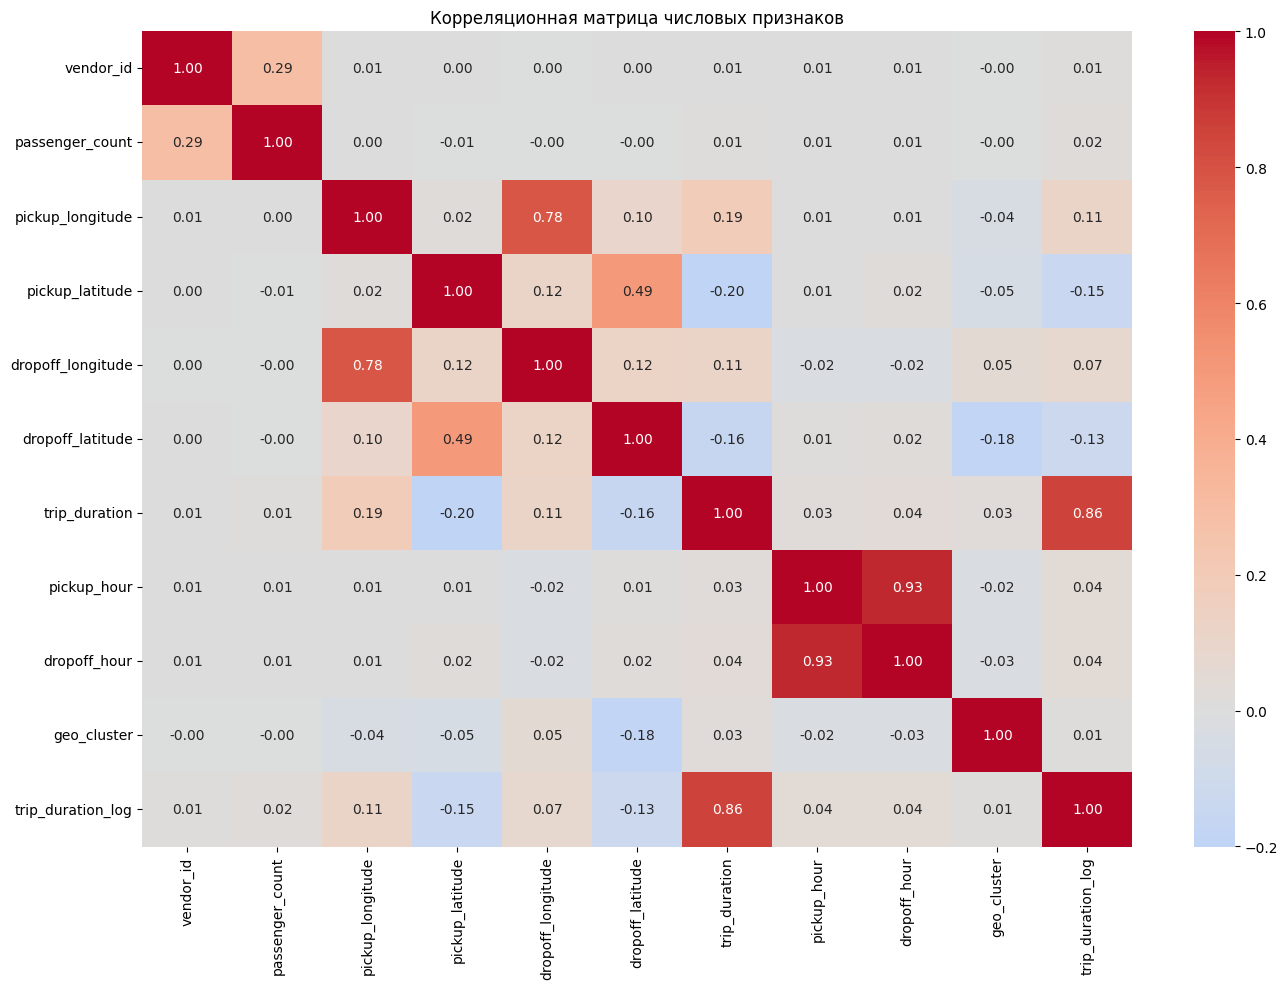 Корреляционная матрица числовых признаков
vendor_id 1.00 0.29 0.01 0.00 0.00 0.00 0.01 0.01 0.01 -0.00 0.01
passenger_count 0.29 1.00 0.00 -0.01 -0.00 -0.00 0.01 0.01 0.01 -0.00 0.02
pickup_longitude 0.01 0.00 1.00 0.02 0.78 0.10 0.19 0.01 0.01 -0.04 0.11
pickup_latitude 0.00 -0.01 0.02 1.00 0.12 0.49 -0.20 0.01 0.02 -0.05 -0.15
dropoff_longitude 0.00 -0.00 0.78 0.12 1.00 0.12 0.11 -0.02 -0.02 0.05 0.07
dropoff_latitude 0.00 -0.00 0.10 0.49 0.12 1.00 -0.16 0.01 0.02 -0.18 -0.13
trip_duration 0.01 0.01 0.19 -0.20 0.11 -0.16 1.00 0.03 0.04 0.03 0.86
pickup_hour 0.01 0.01 0.01 0.01 -0.02 0.01 0.03 1.00 0.93 -0.02 0.04
dropoff_hour 0.01 0.01 0.01 0.02 -0.02 0.02 0.04 0.93 1.00 -0.03 0.04
geo_cluster -0.00 -0.00 -0.04 -0.05 0.05 -0.18 0.03 -0.02 -0.03 1.00 0.01
trip_duration_log 0.01 0.02 0.11 -0.15 0.07 -0.13 0.86 0.04 0.04 0.01 1.00
vendor_id
passenger_count
pickup_longitude
pickup_latitude
dropoff_longitude
dropoff_latitude
trip_duration
pickup_hour
dropoff_hour
geo_cluster
trip_duration_log
1.0
0.8
0.6
0.4
0.2
0.0
−0.2